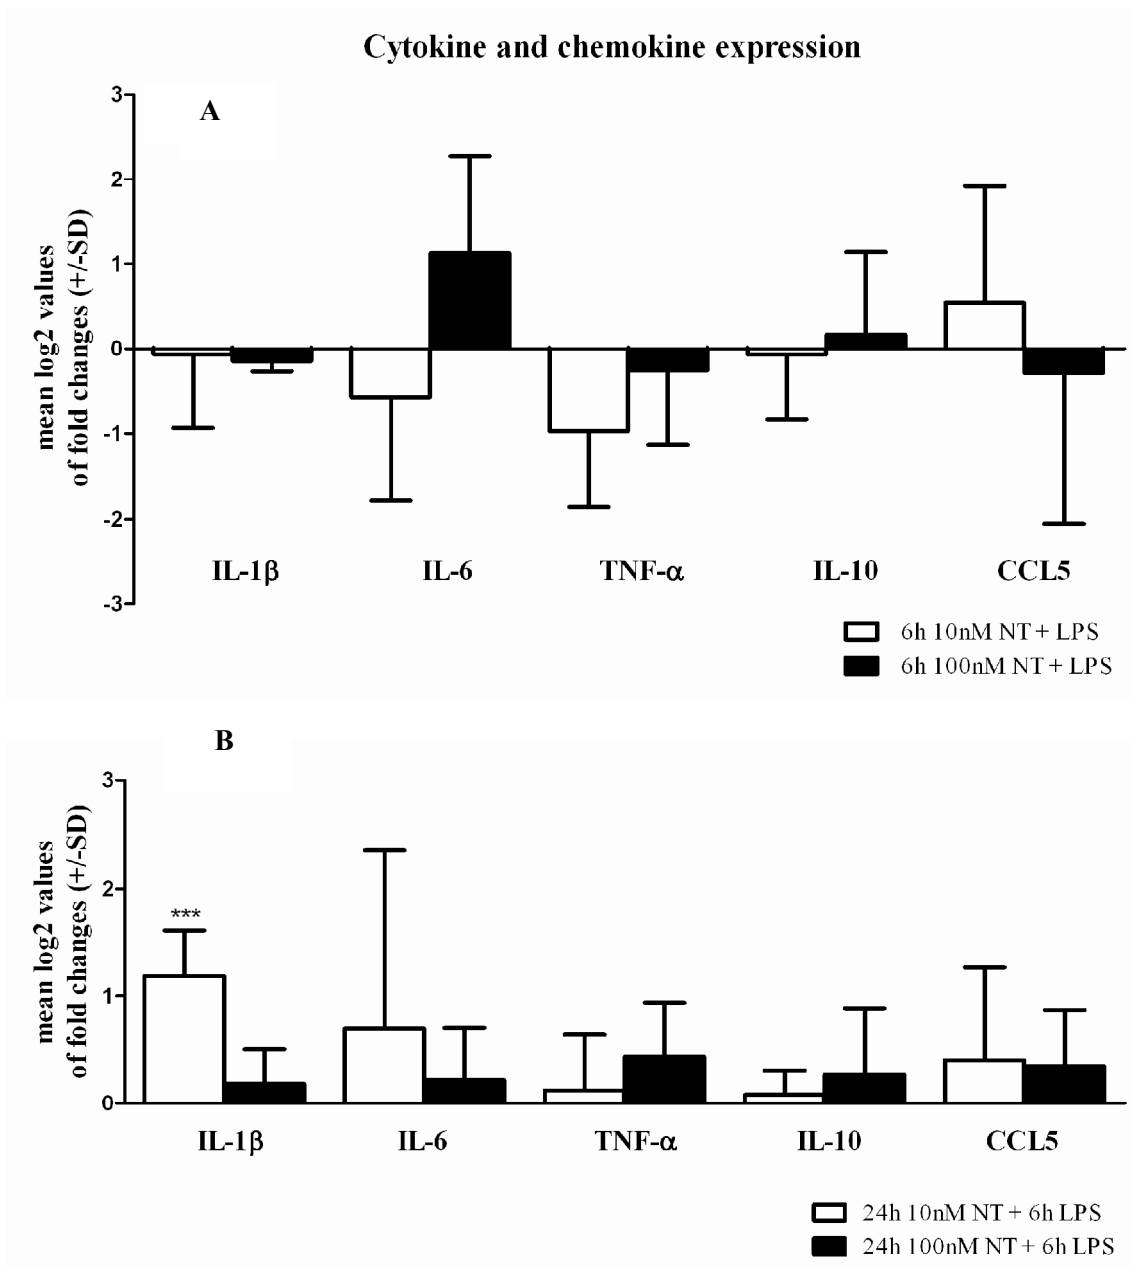 Cytokine and chemokine expression
A
mean log2 values
of fold changes (+/-SD)
3
2
1
0
-1
-2
-3
IL-1β
IL-6
TNF-α
IL-10
CCL5
6h 10nM NT + LPS
6h 100nM NT + LPS
B
mean log2 values
of fold changes (+/-SD)
3
2
1
0
***
IL-1β
IL-6
TNF-α
IL-10
CCL5
24h 10nM NT + 6h LPS
24h 100nM NT + 6h LPS